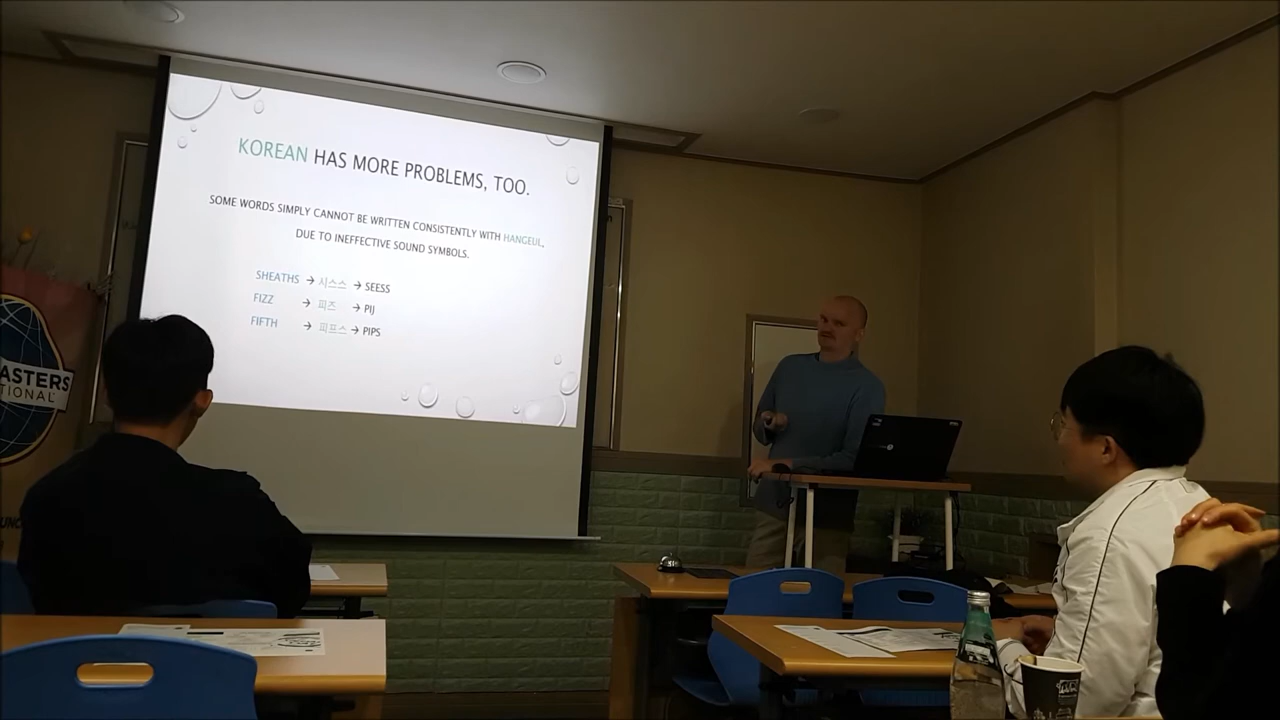 KOREAN HAS MORE PROBLEMS, TOO.
SOME WORDS SIMPLY CANNOT BE WRITTEN CONSISTENTLY WITH HANGEUL,
DUE TO INEFFECTIVE SOUND SYMBOLS.
SHEATHS → 시스스 → SEESS
FIZZ → 피즈 → PIJ
FIFTH → 피프스 → PIPS
ASTERS
TIONAL